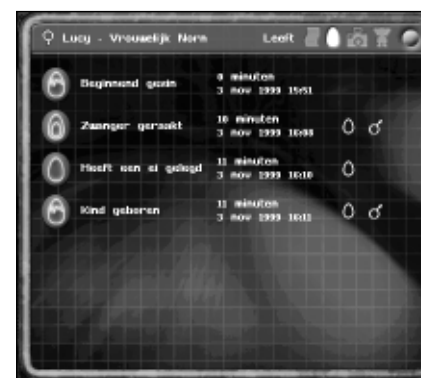 Lucy - Vrouwelijk Norn Leeft
Beginnend gezin
0 minuten
3 nov 1999 15:51
Zwanger geraakt
10 minuten
3 nov 1999 16:08
Heeft een ei gelegd
11 minuten
3 nov 1999 16:10
Kind geboren
11 minuten
3 nov 1999 16:11